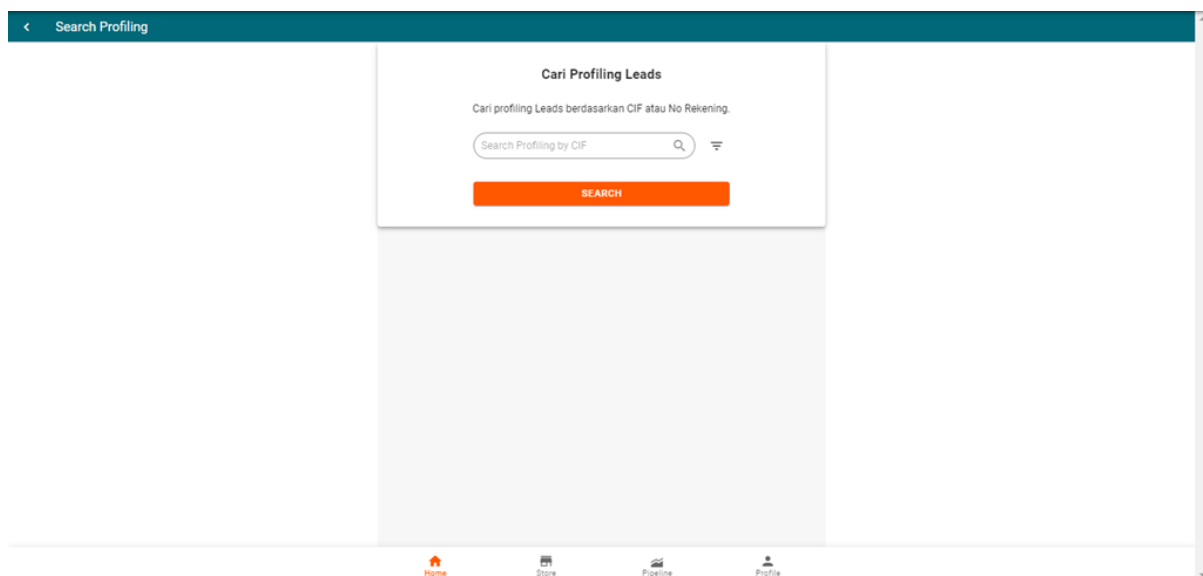 Search Profiling
Cari Profiling Leads
Cari profiling Leads berdasarkan CIF atau No Rekening.
Search Profiling by CIF
SEARCH
Home
Store
Pipeline
Profile